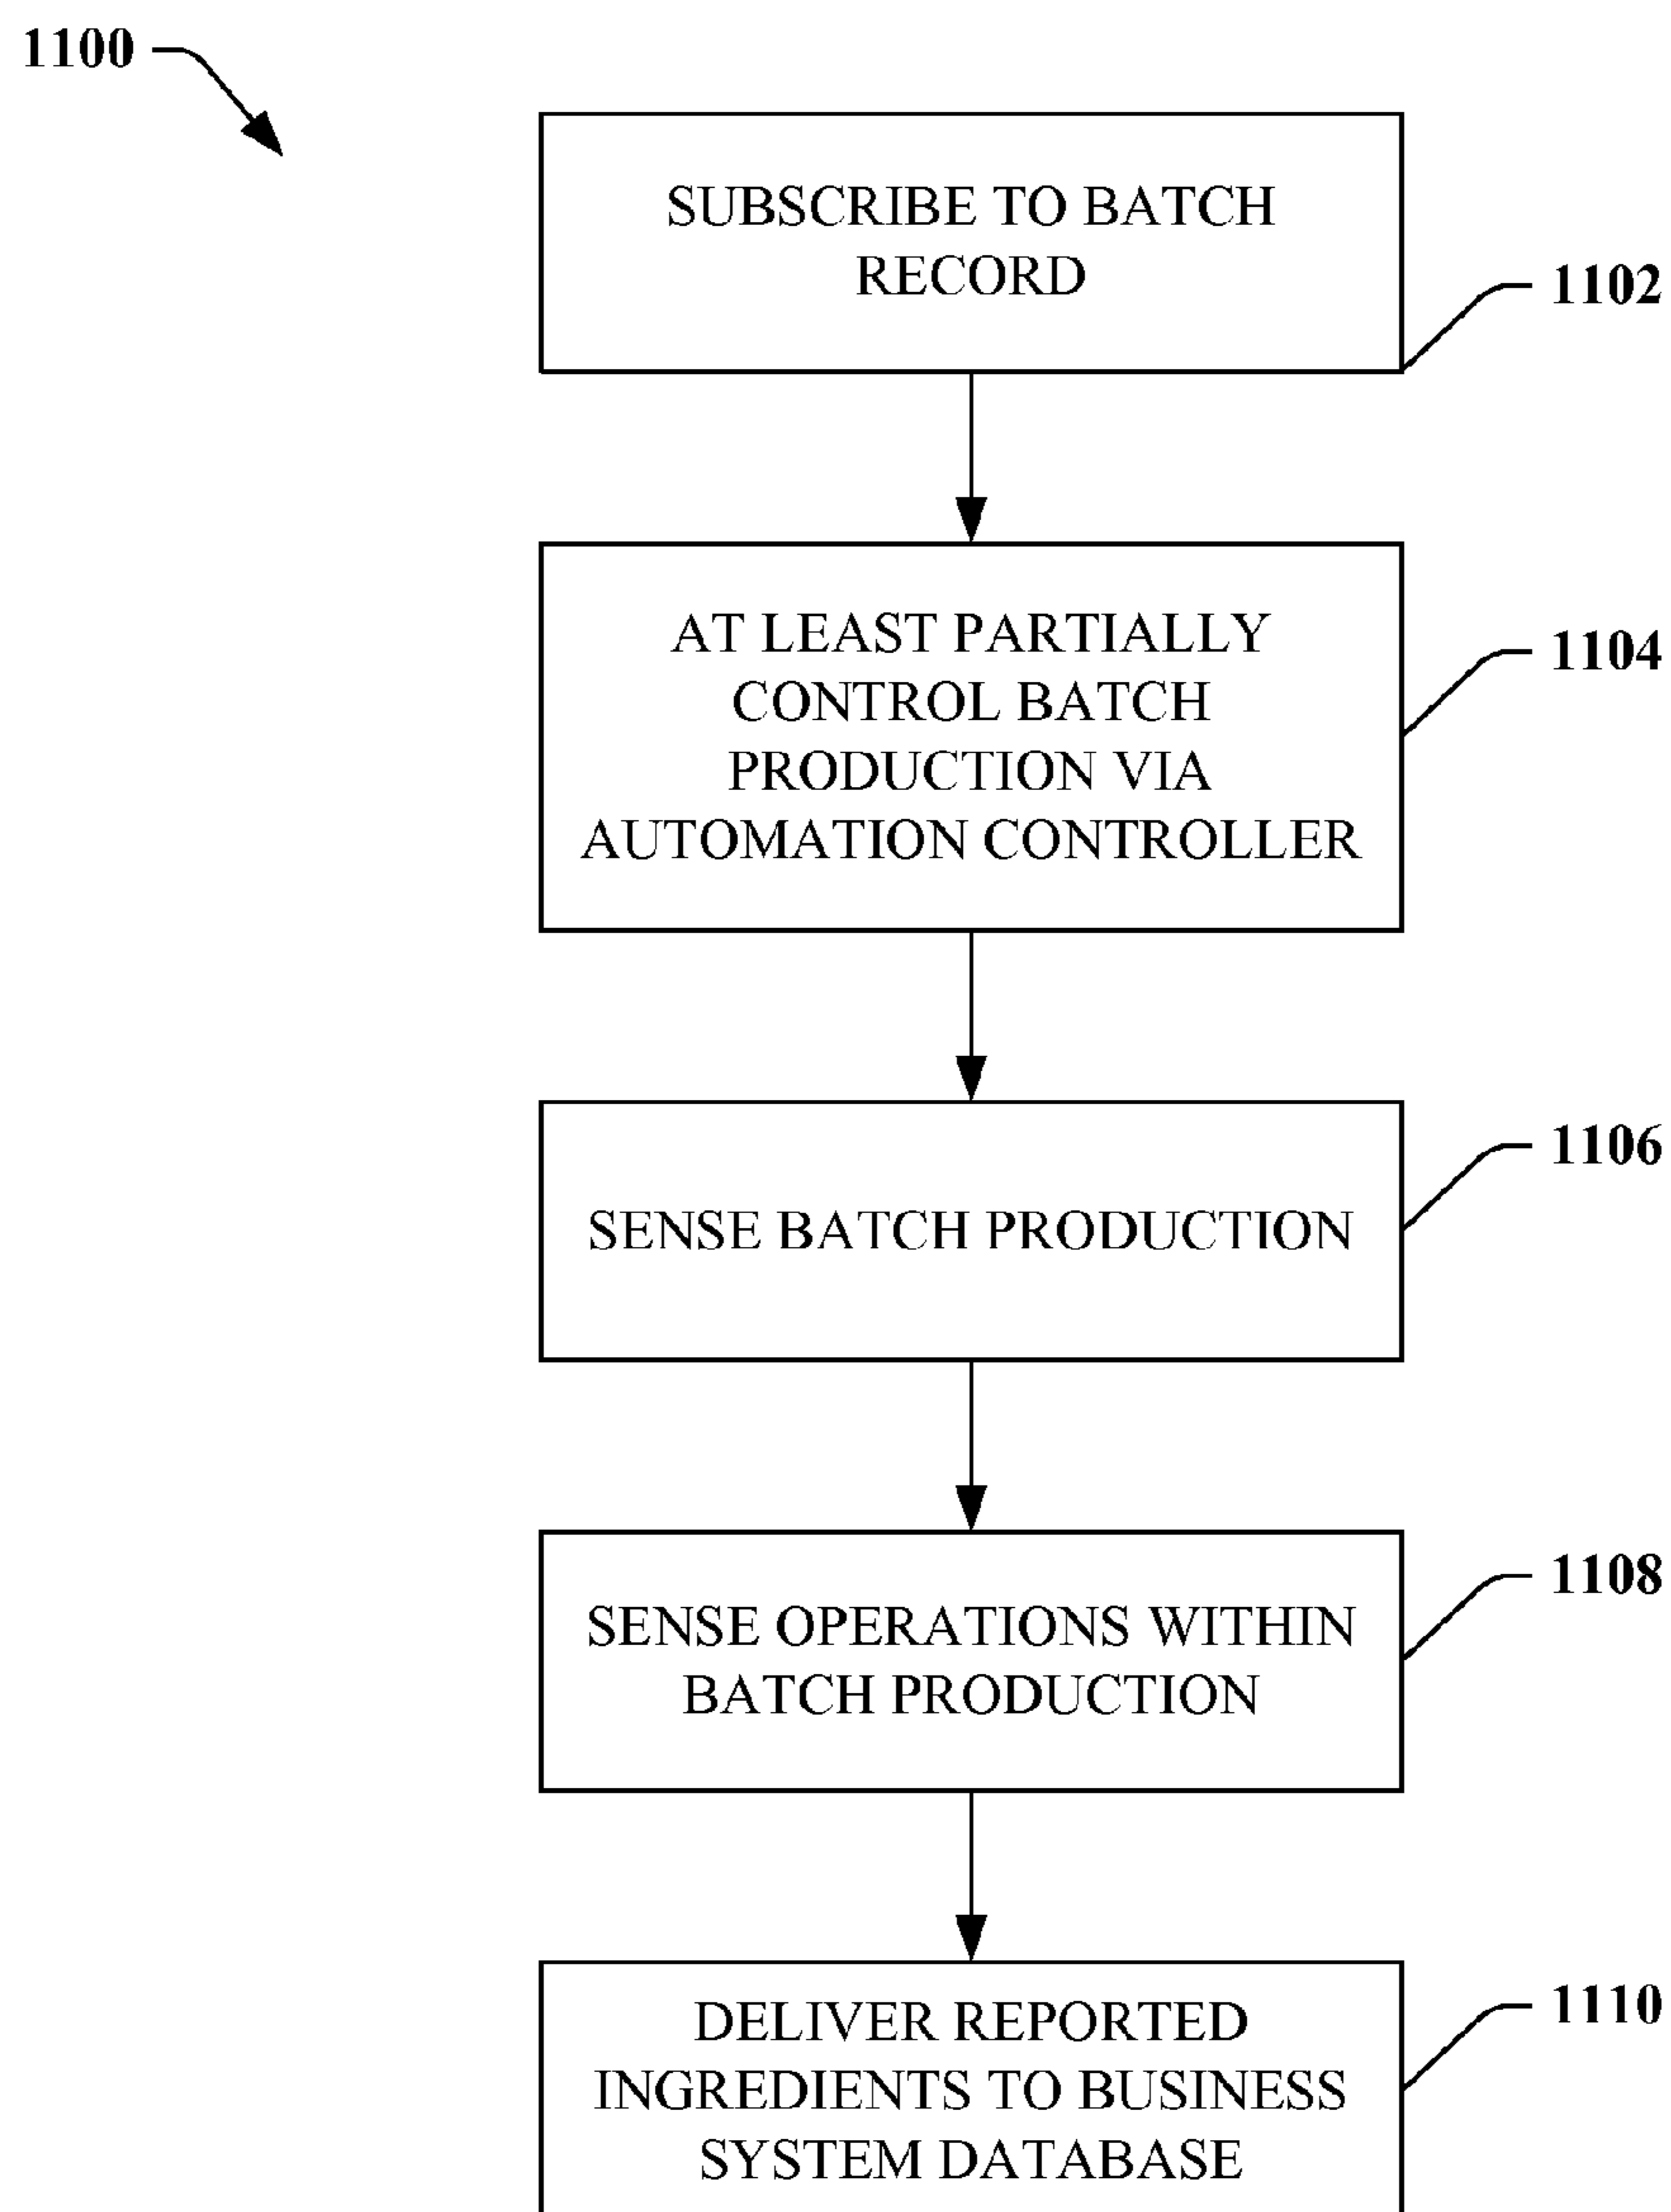 1100
SUBSCRIBE TO BATCH
RECORD
1102
AT LEAST PARTIALLY
CONTROL BATCH
PRODUCTION VIA
AUTOMATION CONTROLLER
1104
SENSE BATCH PRODUCTION
1106
SENSE OPERATIONS WITHIN
BATCH PRODUCTION
1108
DELIVER REPORTED
INGREDIENTS TO BUSINESS
SYSTEM DATABASE
1110